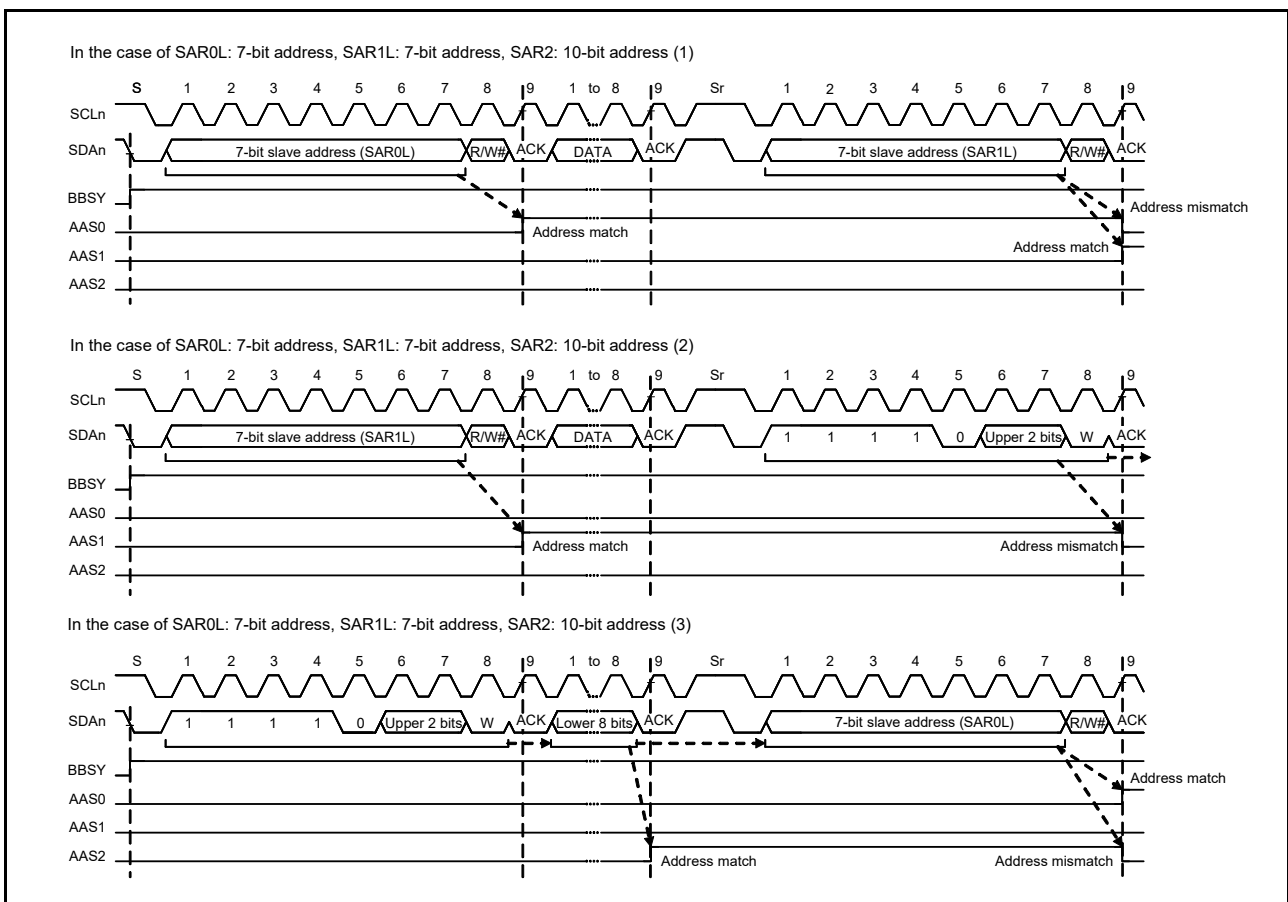 In the case of SAR0L: 7-bit address, SAR1L: 7-bit address, SAR2: 10-bit address (1)
S 1 2 3 4 5 6 7 8 9 1 to 8 9 Sr 1 2 3 4 5 6 7 8 9
SCLn
SDAn 7-bit slave address (SAR0L) R/W# ACK DATA ACK 7-bit slave address (SAR1L) R/W# ACK
BBSY
Address mismatch
AAS0 Address match
Address match
AAS1
AAS2
In the case of SAR0L: 7-bit address, SAR1L: 7-bit address, SAR2: 10-bit address (2)
S 1 2 3 4 5 6 7 8 9 1 to 8 9 Sr 1 2 3 4 5 6 7 8 9
SCLn
SDAn 7-bit slave address (SAR1L) R/W# ACK DATA ACK 1 1 1 1 0 Upper 2 bits W ACK
BBSY
AAS0
AAS1 Address match Address mismatch
AAS2
In the case of SAR0L: 7-bit address, SAR1L: 7-bit address, SAR2: 10-bit address (3)
S 1 2 3 4 5 6 7 8 9 1 to 8 9 Sr 1 2 3 4 5 6 7 8 9
SCLn
SDAn 1 1 1 1 0 Upper 2 bits W ACK Lower 8 bits ACK 7-bit slave address (SAR0L) R/W# ACK
BBSY
Address match
AAS0
AAS1
AAS2 Address match Address mismatch